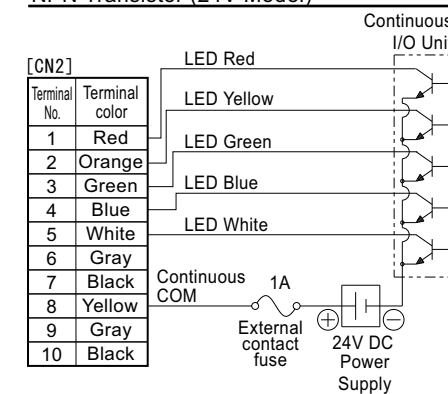 NPN Transistor (24V Model)
Continuous
I/O Uni
[CN2]
Terminal No. Terminal color
1 Red
2 Orange
3 Green
4 Blue
5 White
6 Gray
7 Black
8 Yellow
9 Gray
10 Black
LED Red
LED Yellow
LED Green
LED Blue
LED White
Continuous
COM
1A
External
contact
fuse
24V DC
Power
Supply